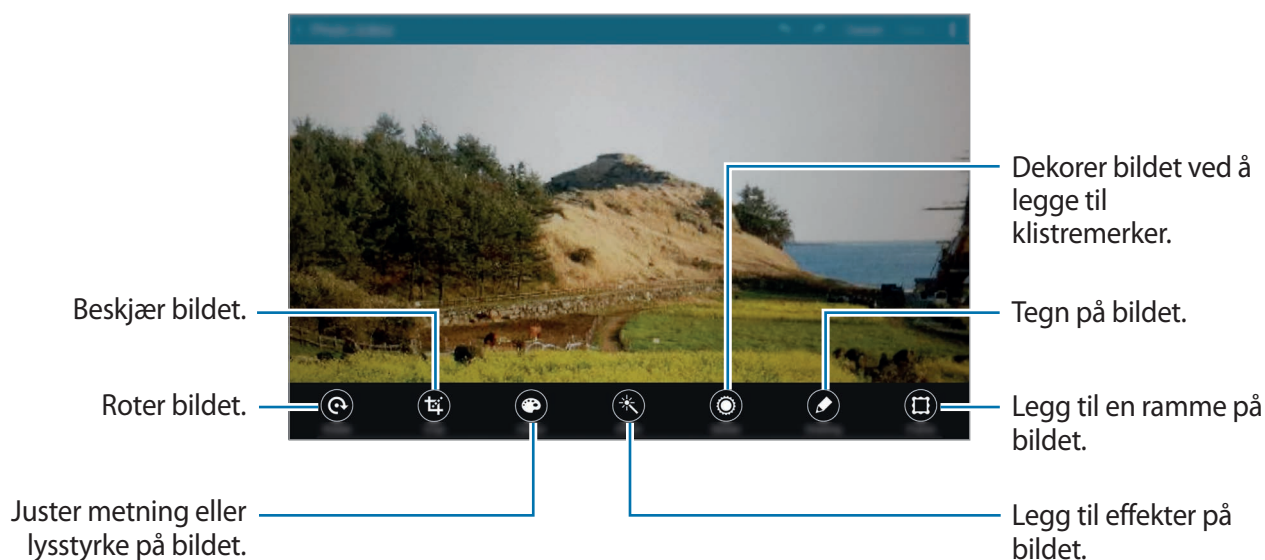 Dekorer bildet ved å
legge til
klistremerker.
Beskjær bildet.
Tegn på bildet.
Roter bildet.
Legg til en ramme på
bildet.
Juster metning eller
lysstyrke på bildet.
Legg til effekter på
bildet.